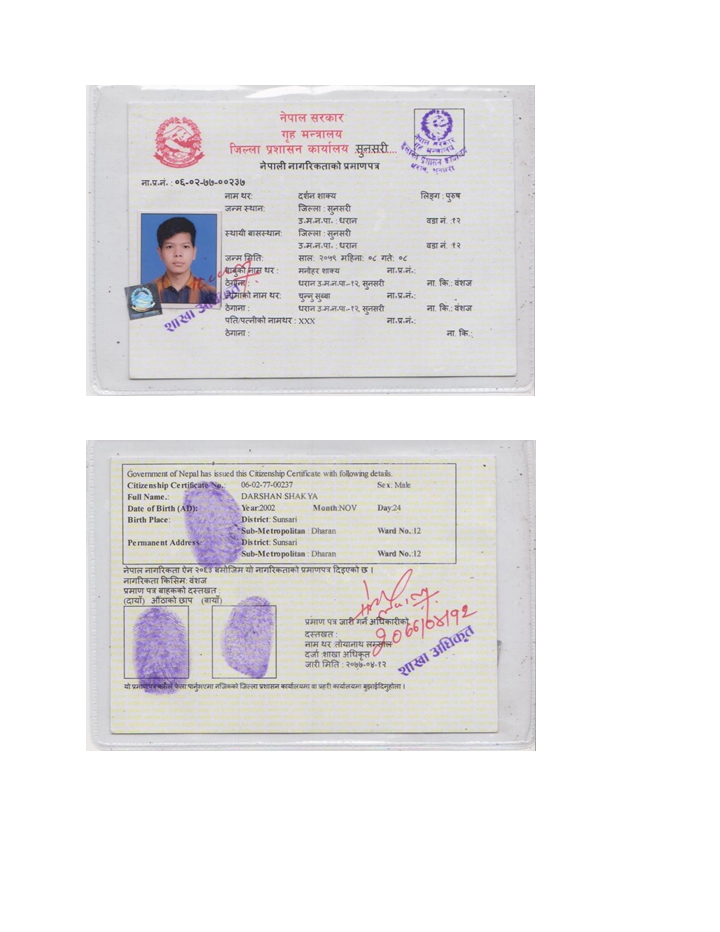 नेपाल सरकार
गृह मन्त्रालय
जिल्ला प्रशासन कार्यालय सुनसरी....
नेपाली नागरिकताको प्रमाणपत्र
नेपाल सरकार
गृह मन्त्रालय
ना.प्र.नं. : ०६-०२-७७-००२३७
नाम थर: दर्शन शाक्य लिङ्ग : पुरुष
जन्म स्थान: जिल्ला : सुनसरी
उ-म-न-पा- : धरान वडा नं. :१२
स्थायी बासस्थान: जिल्ला : सुनसरी
उ-म-न-पा- : धरान वडा नं. :१२
जन्म मिति: साल: २०५९ महिना: ०८ गते: ०८
बाबुको नाम थर : मनोहर शाक्य ना.प्र.नं.:
ठेगाना : धरान उ-म-न-पा-१२, सुनसरी ना. कि.: वंशज
आमाको नाम थर: चुन्नु सुब्बा ना.प्र.नं.:
ठेगाना : धरान उ-म-न-पा-१२, सुनसरी ना. कि.: वंशज
पति/पत्नीको नामथर : XXX ना.प्र.नं.:
ठेगाना : ना. कि.:
शाखा अधिकृत
Government of Nepal has issued this Citizenship Certificate with following details.
Citizenship Certificate No.: 06-02-77-00237 Sex: Male
Full Name.: DARSHAN SHAKYA
Date of Birth (AD): Year:2002 Month:NOV Day:24
Birth Place: District: Sunsari
Sub-Metropolitan : Dharan Ward No.:12
Permanent Address: District: Sunsari
Sub-Metropolitan : Dharan Ward No.:12
नेपाल नागरिकता ऐन २०६३ बमोजिम यो नागरिकताको प्रमाणपत्र दिइएको छ ।
नागरिकता किसिम: वंशज
प्रमाण पत्र बाहकको दस्तखत :
(दायाँ) औंठाको छाप (बायाँ)
प्रमाण पत्र जारी गर्ने अधिकारीको
दस्तखत :
नाम थर: तोयानाथ लम्साल
दर्जा: शाखा अधिकृत
जारी मिति : २०७७-०४-१२
शाखा अधिकृत
यो प्रमाणपत्र कसैले फेला पार्नुभएमा नजिकको जिल्ला प्रशासन कार्यालयमा वा प्रहरी कार्यालयमा बुझाईदिनुहोला ।